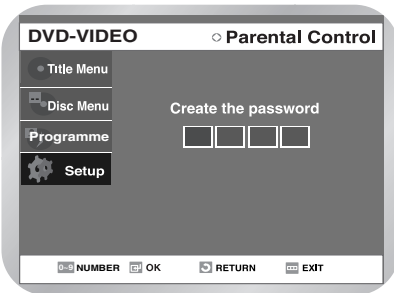 DVD-VIDEO Parental Control
Title Menu
Disc Menu
Create the password
Programme
Setup
0~9 NUMBER OK RETURN EXIT